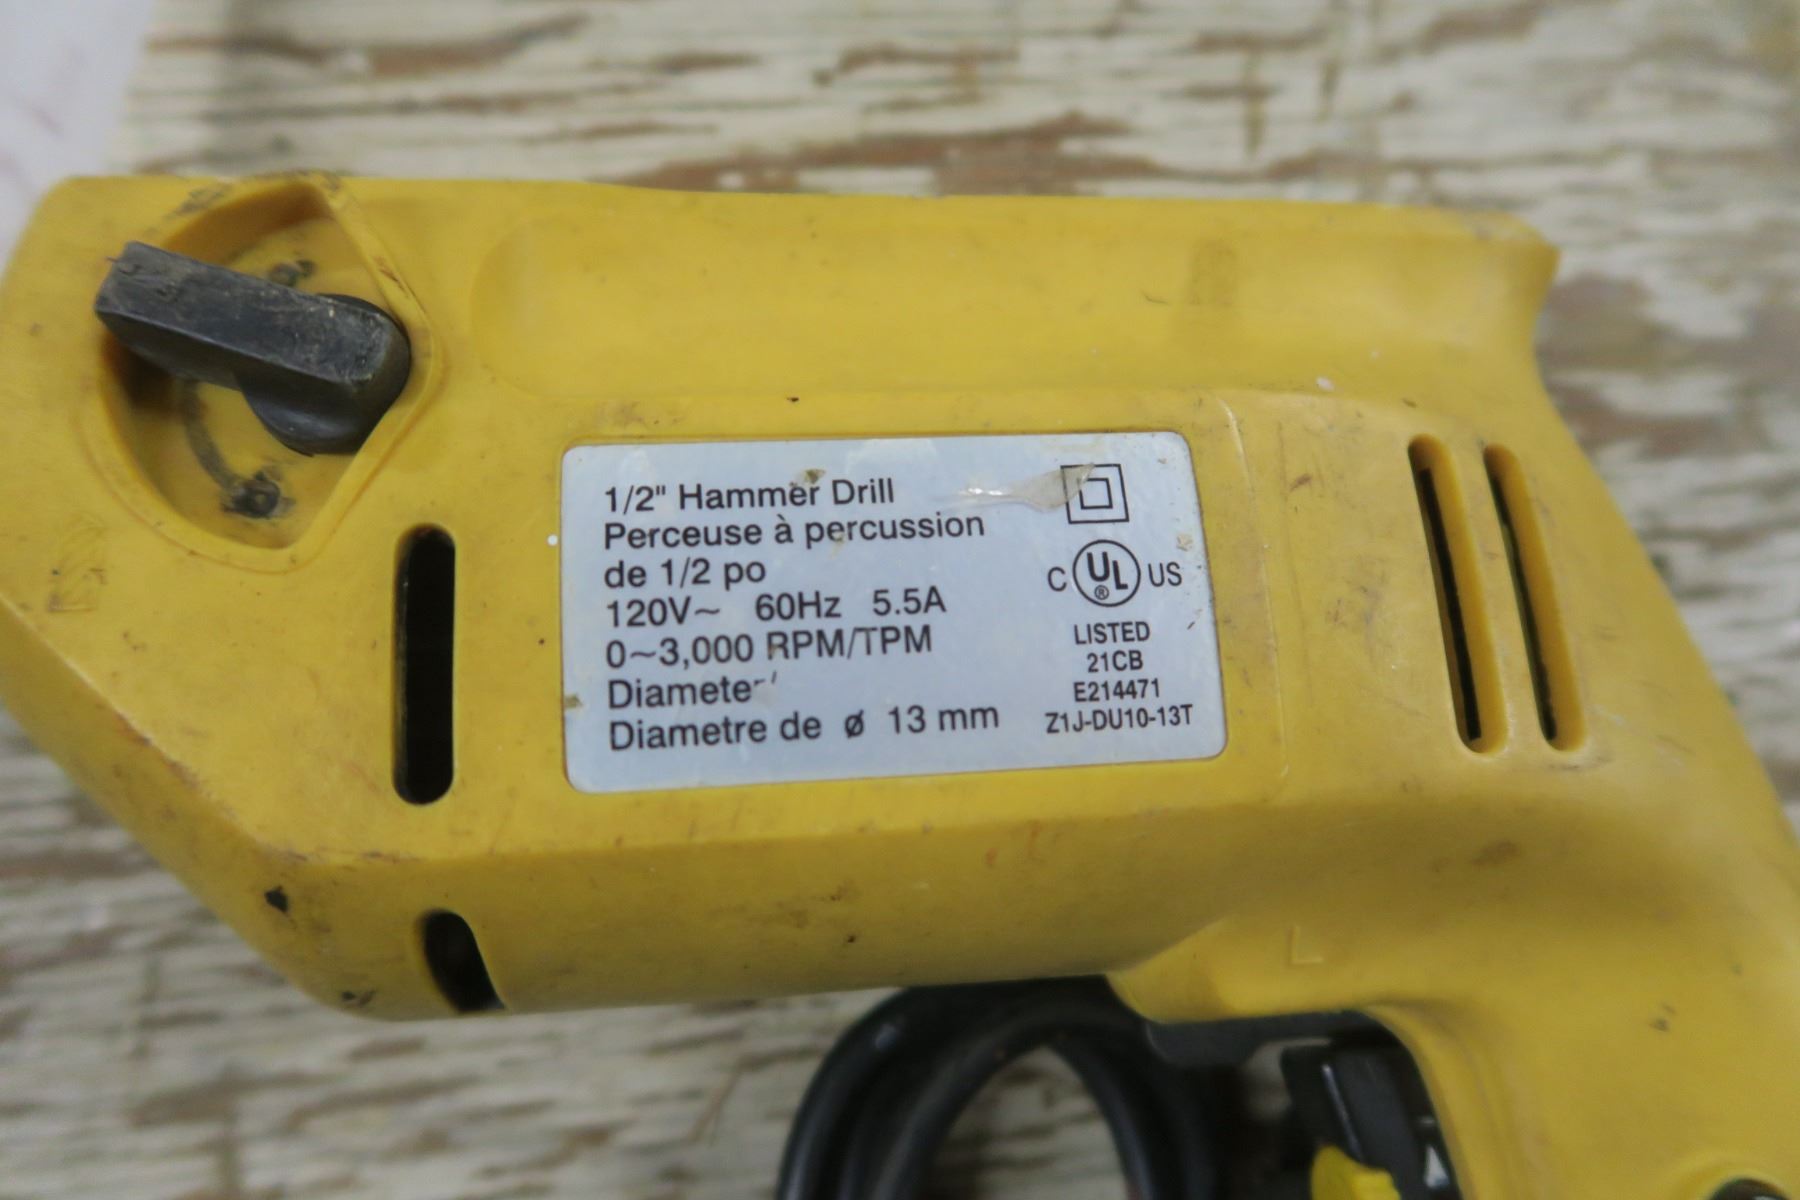 1/2" Hammer Drill
Perceuse à percussion
de 1/2 po
120V~ 60Hz 5.5A
0~3,000 RPM/TPM
Diamete
Diametre de ø 13 mm
C UL® US
LISTED
21CB
E214471
Z1J-DU10-13T
L